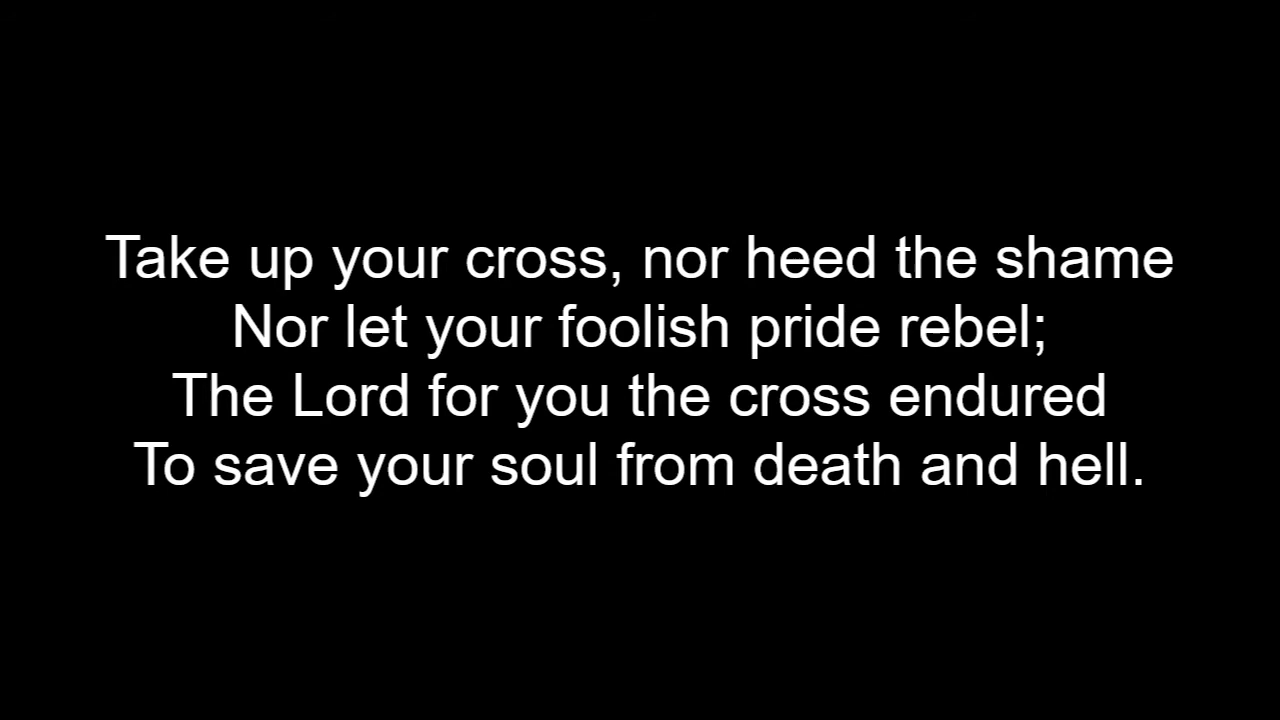 Take up your cross, nor heed the shame
Nor let your foolish pride rebel;
The Lord for you the cross endured
To save your soul from death and hell.